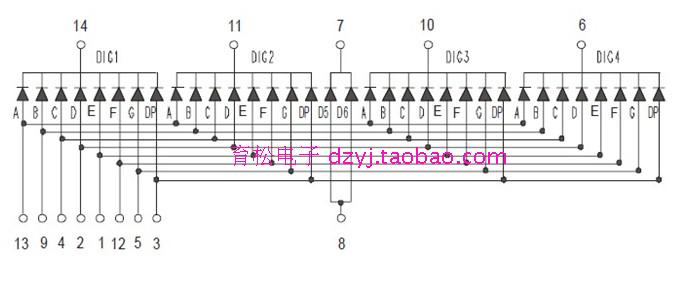 14 11 7 10 6
DIG1 DIG2 DIG3 DIG4
A B C D E F G DP A B C D E F G DP D5 D6 A B C D E F G DP A B C D E F G DP
育松电子 dzyj.taobao.com
13 9 4 2 1 12 5 3 8